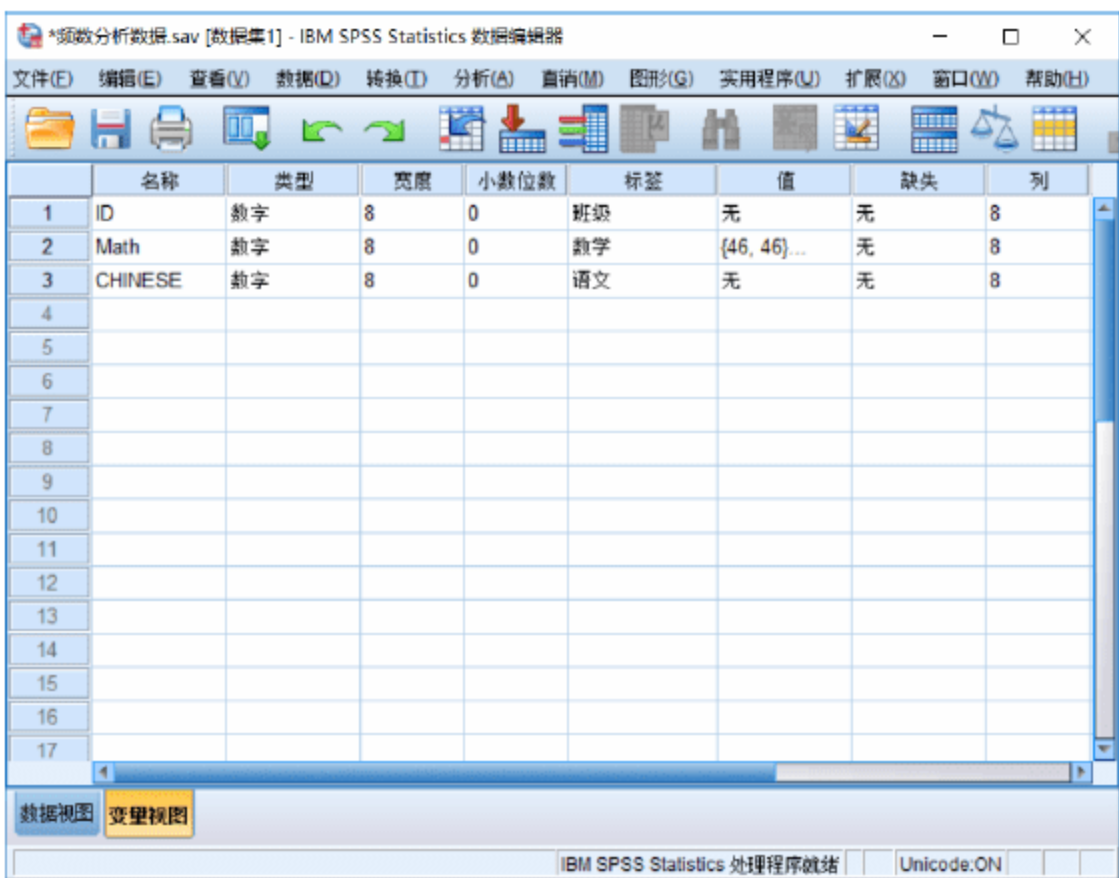 *频数分析数据.sav [数据集1] - IBM SPSS Statistics 数据编辑器
文件(F) 编辑(E) 查看(V) 数据(D) 转换(T) 分析(A) 直销(M) 图形(G) 实用程序(U) 扩展(X) 窗口(W) 帮助(H)
名称 类型 宽度 小数位数 标签 值 缺失 列
1 ID 数字 8 0 班级 无 无 8
2 Math 数字 8 0 数学 {46, 46}... 无 8
3 CHINESE 数字 8 0 语文 无 无 8
4
5
6
7
8
9
10
11
12
13
14
15
16
17
数据视图 变量视图
IBM SPSS Statistics 处理程序就绪 Unicode:ON